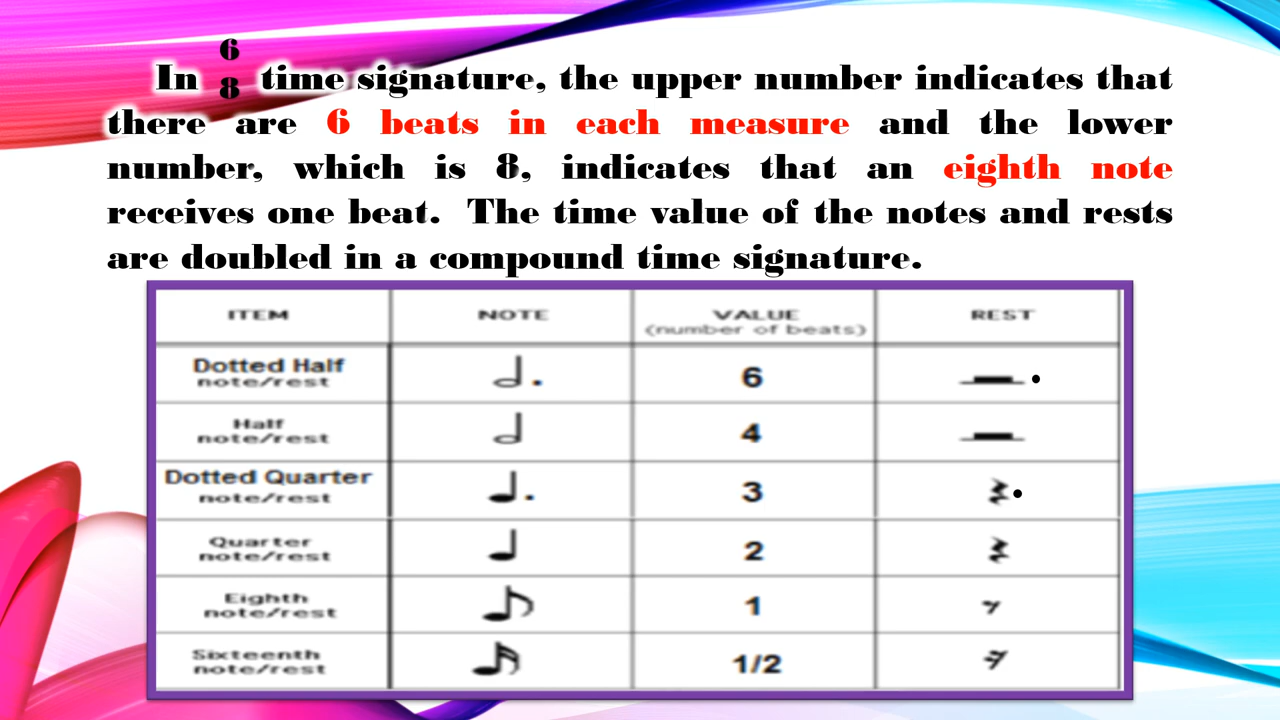 In 6/8 time signature, the upper number indicates that
there are 6 beats in each measure and the lower
number, which is 8, indicates that an eighth note
receives one beat. The time value of the notes and rests
are doubled in a compound time signature.
ITEM NOTE VALUE REST
(number of beats)
Dotted Half
note/rest
6
Half
note/rest
4
Dotted Quarter
note/rest
3
Quarter
note/rest
2
Eighth
note/rest
1
Sixteenth
note/rest
1/2